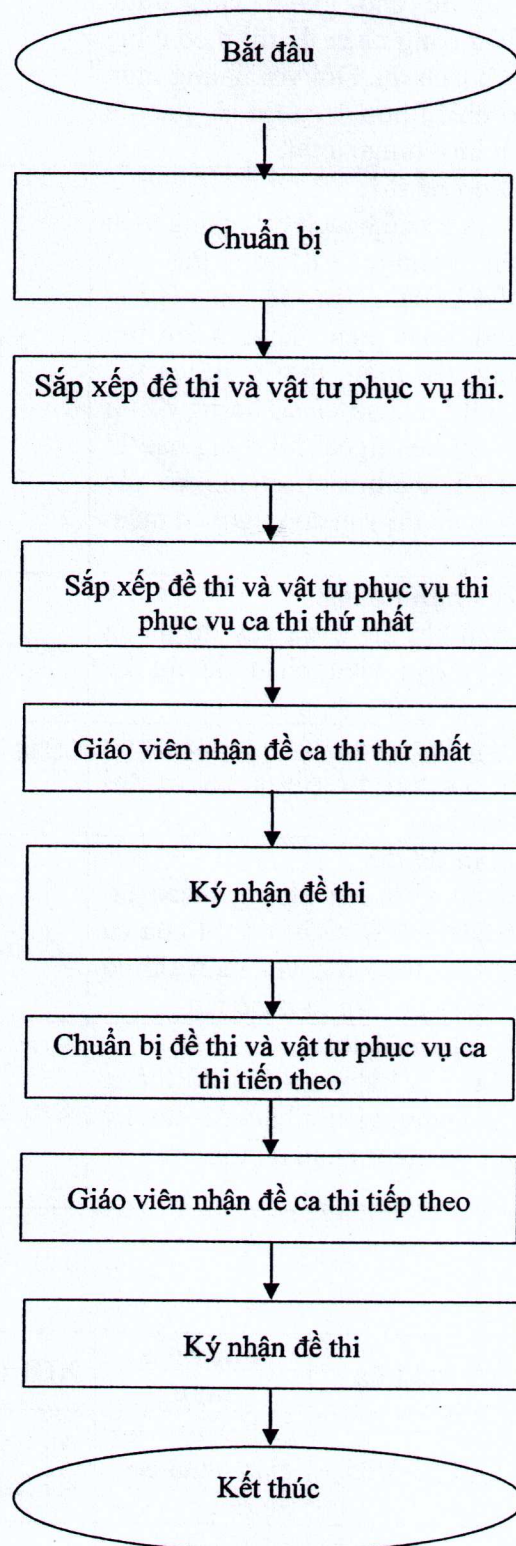 Bắt đầu
Chuẩn bị
Sắp xếp đề thi và vật tư phục vụ thi.
Sắp xếp đề thi và vật tư phục vụ thi
phục vụ ca thi thứ nhất
Giáo viên nhận đề ca thi thứ nhất
Ký nhận đề thi
Chuẩn bị đề thi và vật tư phục vụ ca
thi tiếp theo
Giáo viên nhận đề ca thi tiếp theo
Ký nhận đề thi
Kết thúc